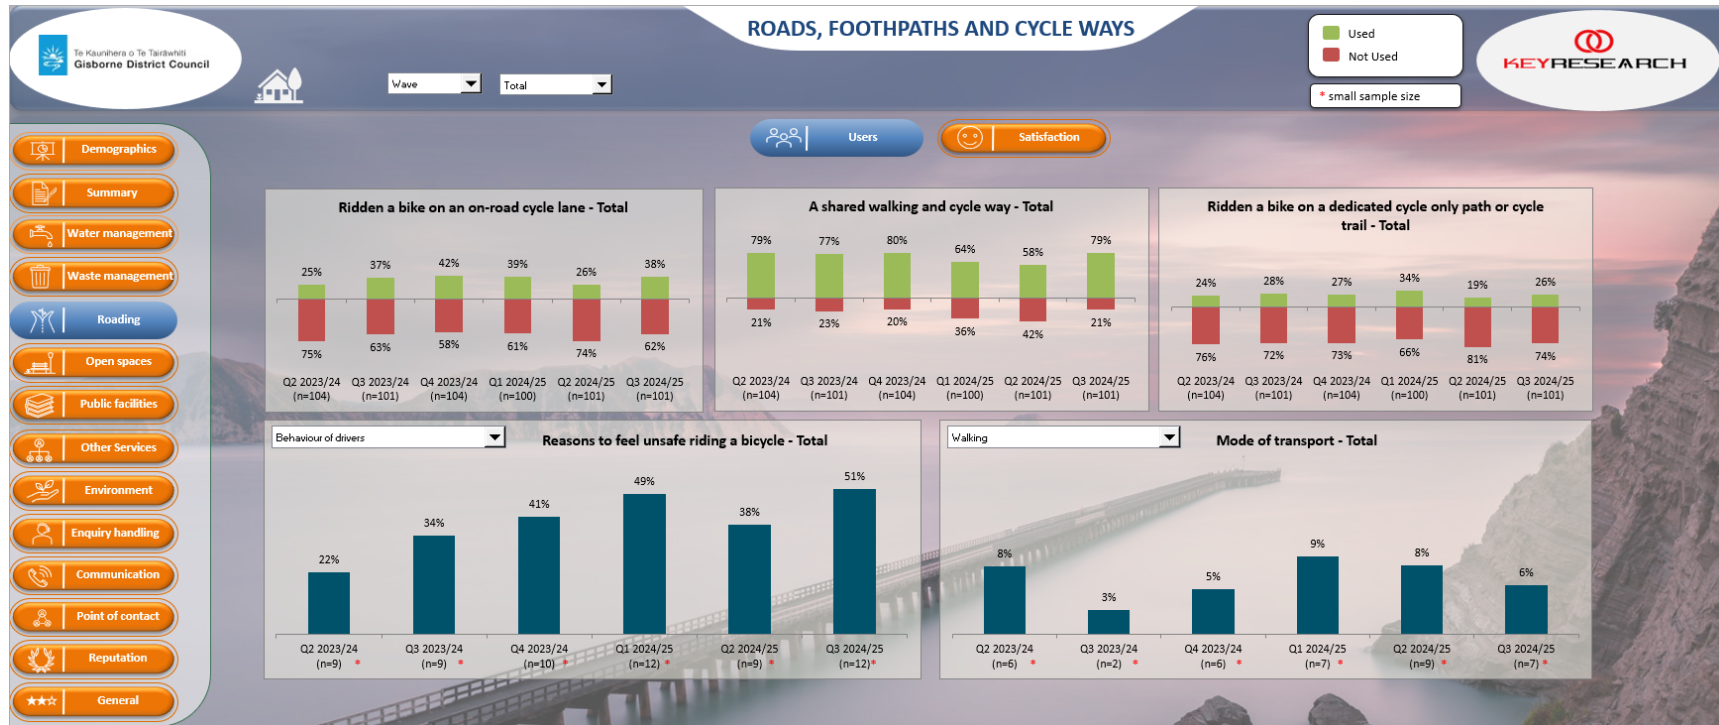 Te Kaunihera o Te Tairāwhiti
Gisborne District Council
ROADS, FOOTHPATHS AND CYCLE WAYS
Wave
Total
Used
Not Used
* small sample size
KEYRESEARCH
Users
Satisfaction
Demographics
Summary
Water management
Waste management
Roading
Open spaces
Public facilities
Other Services
Environment
Enquiry handling
Communication
Point of contact
Reputation
General
Ridden a bike on an on-road cycle lane - Total
25% 37% 42% 39% 26% 38%
75% 63% 58% 61% 74% 62%
Q2 2023/24 Q3 2023/24 Q4 2023/24 Q1 2024/25 Q2 2024/25 Q3 2024/25
(n=104) (n=101) (n=104) (n=100) (n=101) (n=101)
A shared walking and cycle way - Total
79% 77% 80% 64% 58% 79%
21% 23% 20% 36% 42% 21%
Q2 2023/24 Q3 2023/24 Q4 2023/24 Q1 2024/25 Q2 2024/25 Q3 2024/25
(n=104) (n=101) (n=104) (n=100) (n=101) (n=101)
Ridden a bike on a dedicated cycle only path or cycle
trail - Total
24% 28% 27% 34% 19% 26%
76% 72% 73% 66% 81% 74%
Q2 2023/24 Q3 2023/24 Q4 2023/24 Q1 2024/25 Q2 2024/25 Q3 2024/25
(n=104) (n=101) (n=104) (n=100) (n=101) (n=101)
Behaviour of drivers
Reasons to feel unsafe riding a bicycle - Total
22% 34% 41% 49% 38% 51%
Q2 2023/24 Q3 2023/24 Q4 2023/24 Q1 2024/25 Q2 2024/25 Q3 2024/25
(n=9) * (n=9) * (n=10) * (n=12) * (n=9) * (n=12)*
Walking
Mode of transport - Total
8% 3% 5% 9% 8% 6%
Q2 2023/24 Q3 2023/24 Q4 2023/24 Q1 2024/25 Q2 2024/25 Q3 2024/25
(n=6) * (n=2) * (n=6) * (n=7) * (n=9) * (n=7) *